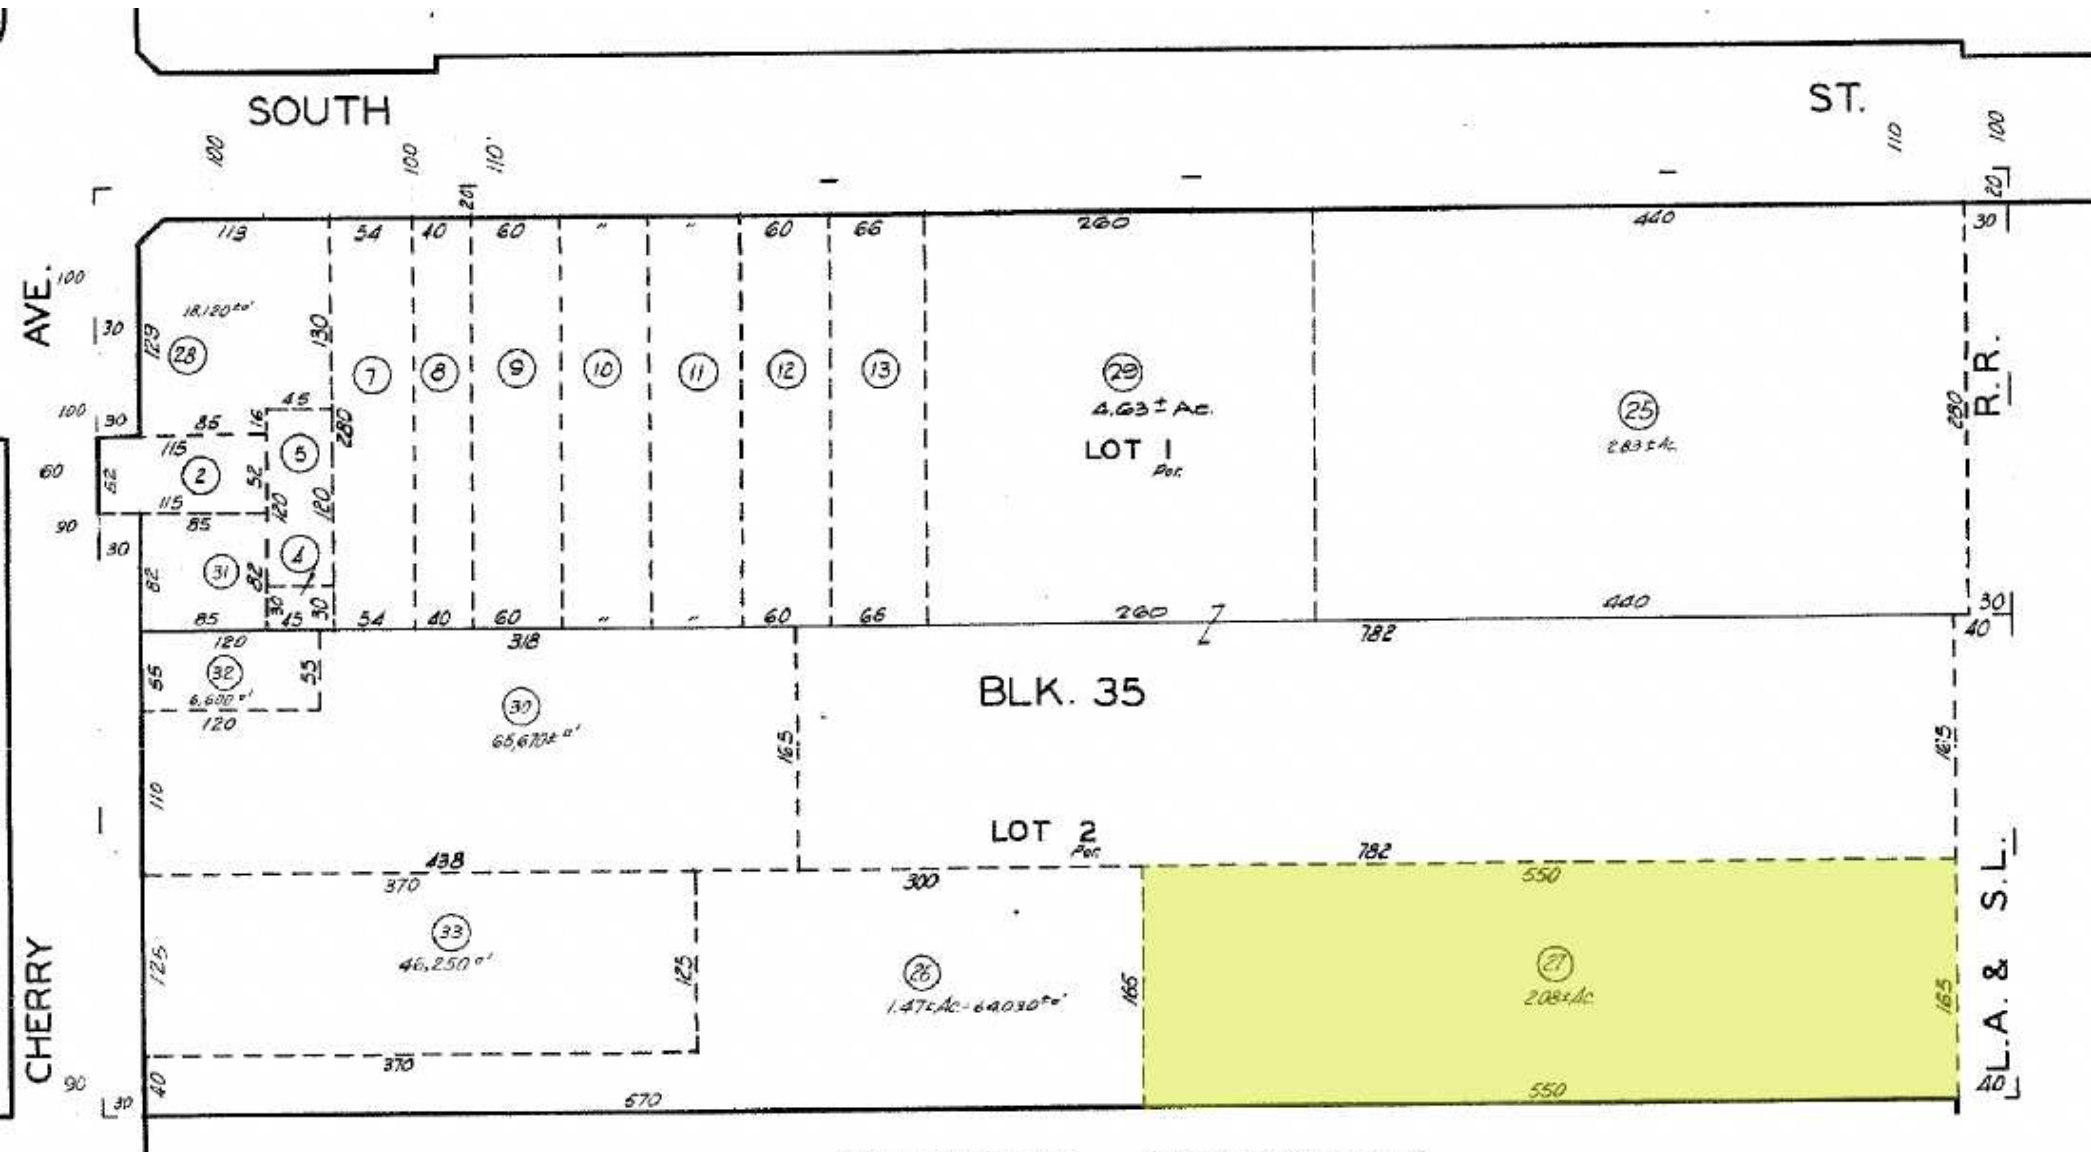 SOUTH ST.
100 100 110' 110 100
20 20
113 54 40 60 " " 60 66 260 440 30
AVE.
100
18,120±□'
30 129 28 130
7 8 9 10 11 12 13 29 25
4.63± Ac. 2.83±Ac.
LOT 1
Por.
280 280
R.R.
100 30 85 16 45
115 5
60 62 2 52
115 120 120
90 85
30 4
82 31 82
30 30
85 45 54 40 60 " " 60 66 260 440 30
120 318 782 40
55 32 55
6,600□'
120
30
65,670±□'
BLK. 35
165 165
110
LOT 2
Por.
438 782
370 300 550
33
46,250□'
125 125
26
1.47±Ac.-64,030±□'
165
27
2.08±Ac.
165
L.A. & S.L.
CHERRY
370
90 30 40
670 550 40